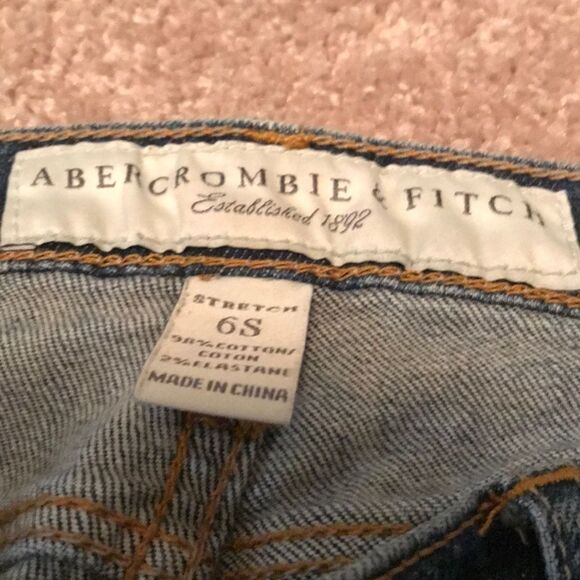 ABERCROMBIE & FITCH
Established 1892
STRETCH
6S
98% COTTON/
COTON
2% ELASTANE
MADE IN CHINA